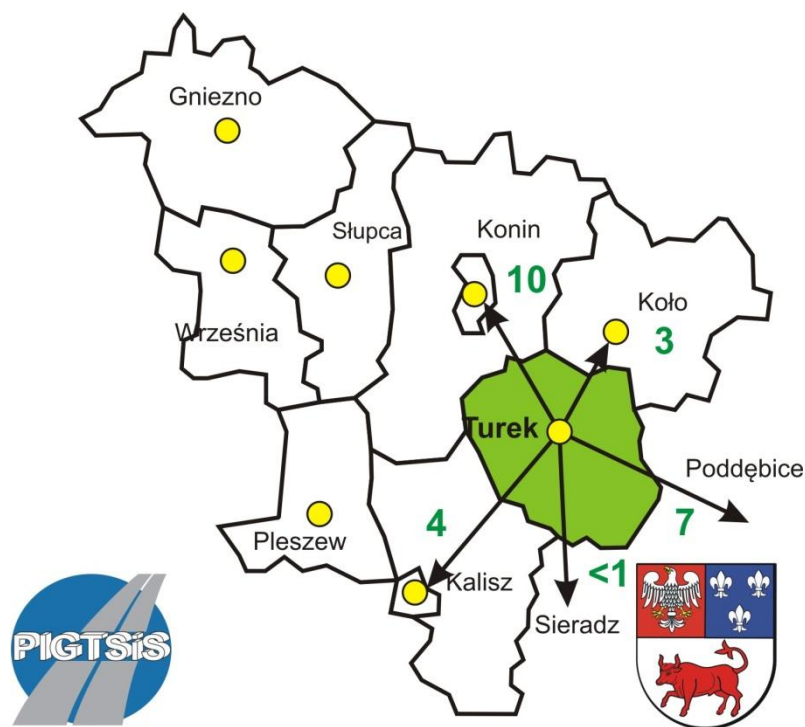 Gniezno
Słupca
Konin
10
Września
Koło
3
Turek
Poddębice
7
4
Pleszew
Kalisz
<1
Sieradz
PIGTSiS